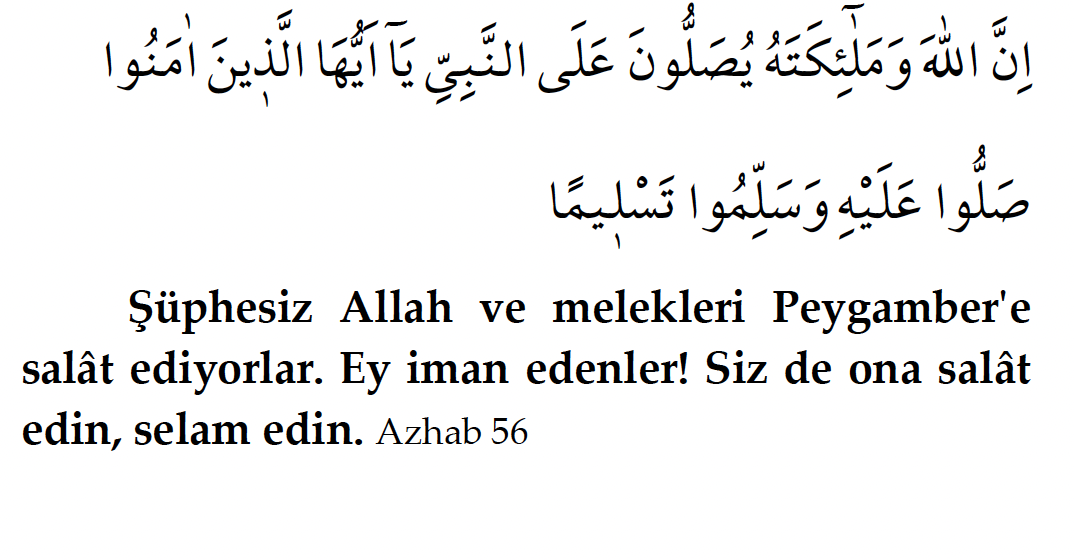 اِنَّ اللّٰهَ وَمَلٰٓئِكَتَهُ يُصَلُّونَ عَلَى النَّبِيِّ يَٓا اَيُّهَا الَّذ۪ينَ اٰمَنُوا
صَلُّوا عَلَيْهِ وَسَلِّمُوا تَسْل۪يمًا
Şüphesiz Allah ve melekleri Peygamber'e
salât ediyorlar. Ey iman edenler! Siz de ona salât
edin, selam edin. Azhab 56